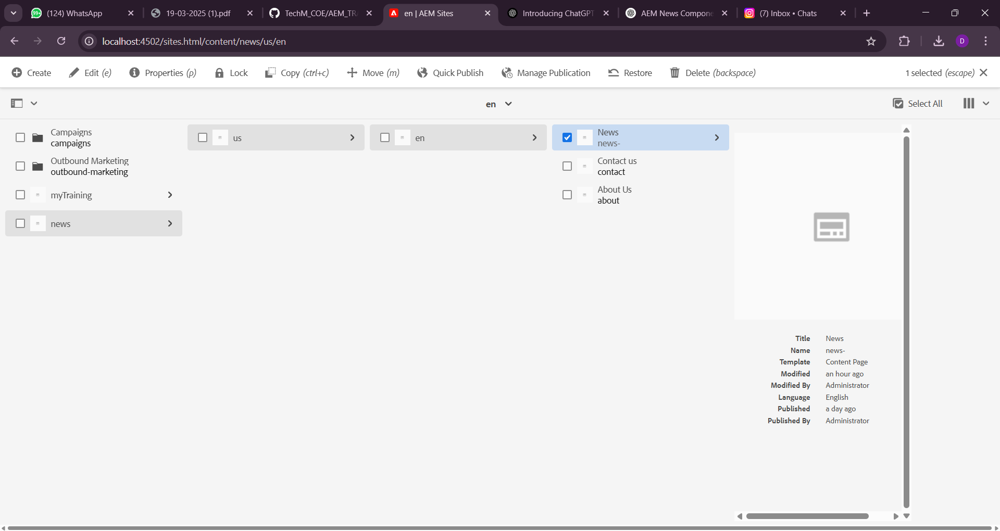 (124) WhatsApp
19-03-2025 (1).pdf
TechM_COE/AEM_TR
en | AEM Sites
Introducing ChatGPT
AEM News Compone
(7) Inbox • Chats
localhost:4502/sites.html/content/news/us/en
D
Create
Edit (e)
Properties (p)
Lock
Copy (ctrl+c)
Move (m)
Quick Publish
Manage Publication
Restore
Delete (backspace)
1 selected (escape)
en
Select All
Campaigns
campaigns
Outbound Marketing
outbound-marketing
myTraining
news
us
en
News
news-
Contact us
contact
About Us
about
Title News
Name news-
Template Content Page
Modified an hour ago
Modified By Administrator
Language English
Published a day ago
Published By Administrator